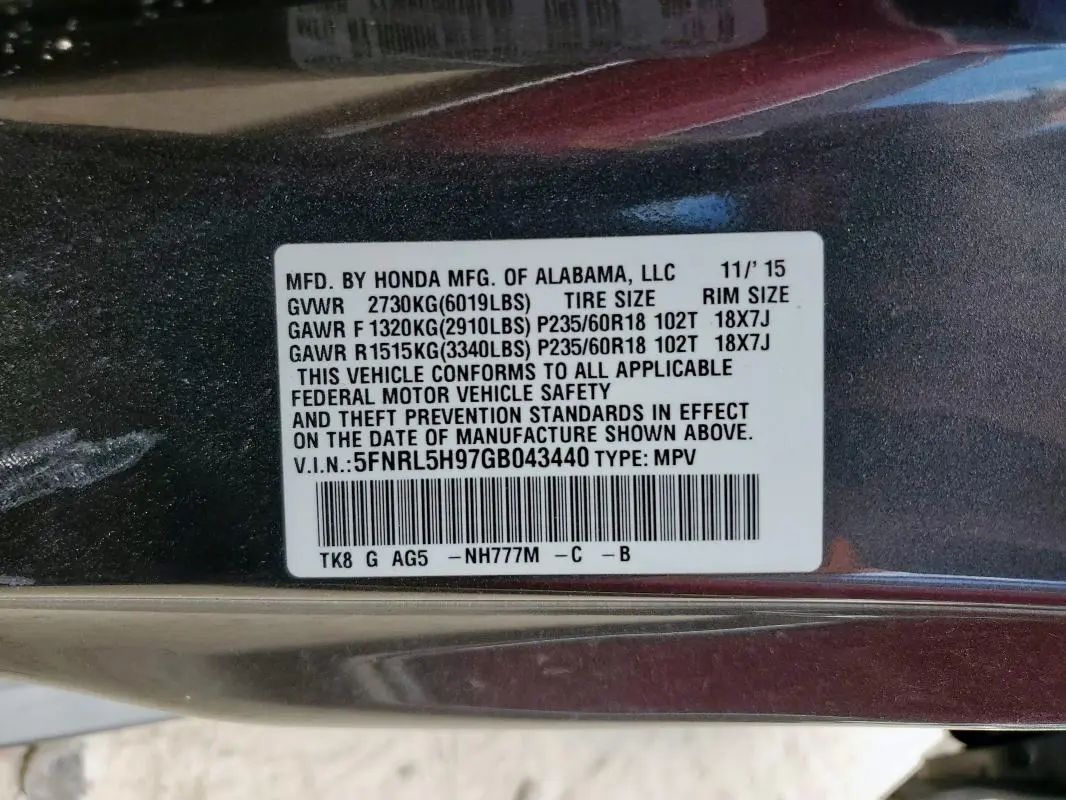 MFD. BY HONDA MFG. OF ALABAMA, LLC 11/' 15
GVWR 2730KG(6019LBS) TIRE SIZE RIM SIZE
GAWR F 1320KG(2910LBS) P235/60R18 102T 18X7J
GAWR R1515KG(3340LBS) P235/60R18 102T 18X7J
THIS VEHICLE CONFORMS TO ALL APPLICABLE
FEDERAL MOTOR VEHICLE SAFETY
AND THEFT PREVENTION STANDARDS IN EFFECT
ON THE DATE OF MANUFACTURE SHOWN ABOVE.
V.I.N.:5FNRL5H97GB043440 TYPE: MPV
TK8 G AG5 -NH777M -C -B